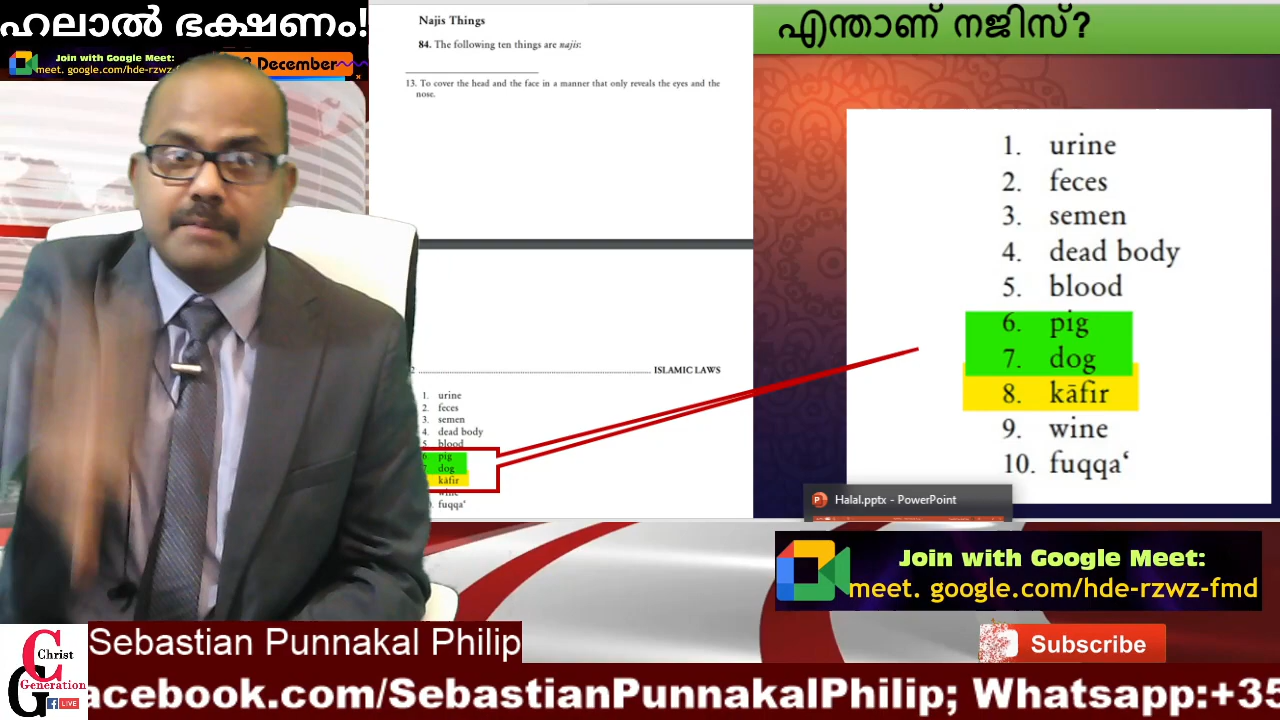 ഹലാൽ ഭക്ഷണം!
Join with Google Meet:
meet. google.com/hde-rzwz-f
December
Najis Things
84. The following ten things are najis:
13. To cover the head and the face in a manner that only reveals the eyes and the
nose.
2 ISLAMIC LAWS
1. urine
2. feces
3. semen
4. dead body
5. blood
6. pig
7. dog
kāfir
wine
fuqqa‘
എന്താണ് നജിസ്?
1. urine
2. feces
3. semen
4. dead body
5. blood
6. pig
7. dog
8. kāfir
9. wine
10. fuqqa‘
Halal.pptx - PowerPoint
Join with Google Meet:
meet. google.com/hde-rzwz-fmd
Subscribe
Christ
Generation
LIVE
Sebastian Punnakal Philip
acebook.com/SebastianPunnakalPhilip; Whatsapp:+35